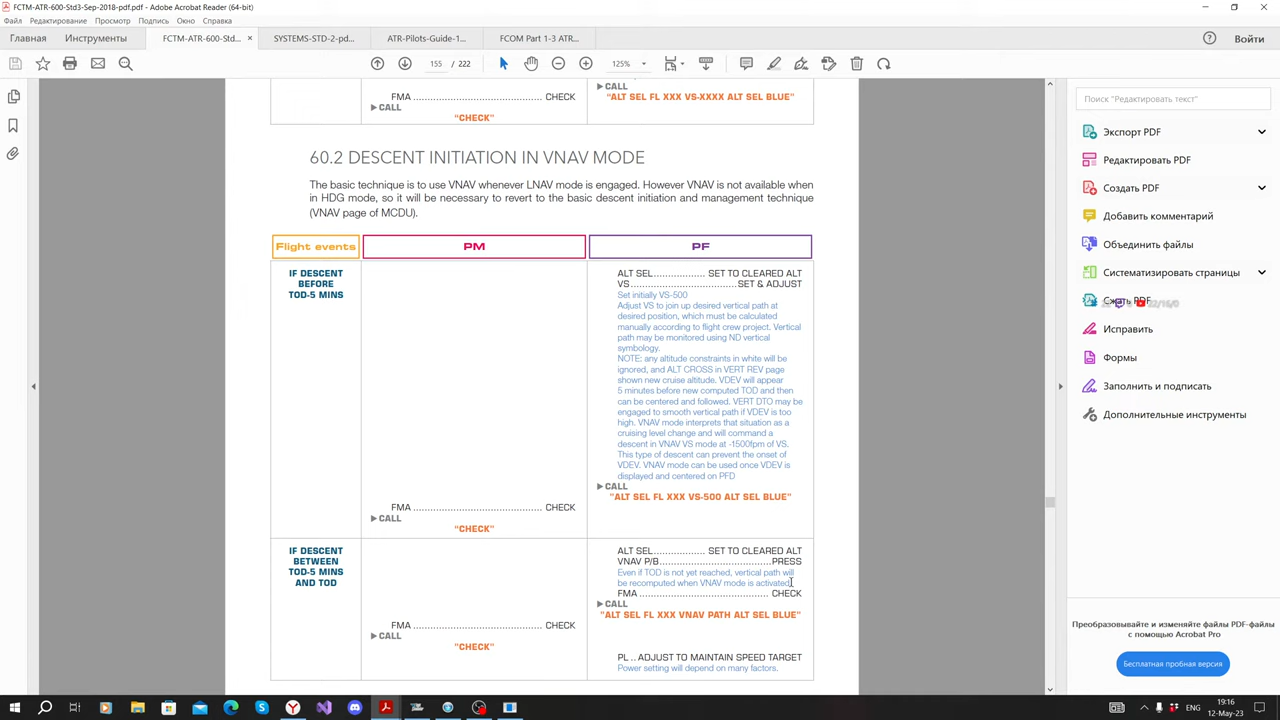 FCTM-ATR-600-Std3-Sep-2018-pdf.pdf - Adobe Acrobat Reader (64-bit)
Файл Редактирование Просмотр Подпись Окно Справка
Главная Инструменты FCTM-ATR-600-Std... × SYSTEMS-STD-2-pd... ATR-Pilots-Guide-1... FCOM Part 1-3 ATR... Войти
155 / 222 125%
CALL
FMA ........................................ CHECK "ALT SEL FL XXX VS-XXXX ALT SEL BLUE"
CALL
"CHECK"
60.2 DESCENT INITIATION IN VNAV MODE
The basic technique is to use VNAV whenever LNAV mode is engaged. However VNAV is not available when
in HDG mode, so it will be necessary to revert to the basic descent initiation and management technique
(VNAV page of MCDU).
Flight events PM PF
IF DESCENT
BEFORE
TOD-5 MINS
ALT SEL................... SET TO CLEARED ALT
VS.......................................SET & ADJUST
Set initially VS-500
Adjust VS to join up desired vertical path at
desired position, which must be calculated
manually according to flight crew project. Vertical
path may be monitored using ND vertical
symbology.
NOTE: any altitude constraints in white will be
ignored, and ALT CROSS in VERT REV page
shown new cruise altitude. VDEV will appear
5 minutes before new computed TOD and then
can be centered and followed. VERT DTO may be
engaged to smooth vertical path if VDEV is too
high. VNAV mode interprets that situation as a
cruising level change and will command a
descent in VNAV VS mode at -1500fpm of VS.
This type of descent can prevent the onset of
VDEV. VNAV mode can be used once VDEV is
displayed and centered on PFD
CALL
"ALT SEL FL XXX VS-500 ALT SEL BLUE"
FMA ........................................ CHECK
CALL
"CHECK"
IF DESCENT
BETWEEN
TOD-5 MINS
AND TOD
ALT SEL................... SET TO CLEARED ALT
VNAV P/B.........................................PRESS
Even if TOD is not yet reached, vertical path will
be recomputed when VNAV mode is activated.
FMA ........................................ CHECK
CALL
"ALT SEL FL XXX VNAV PATH ALT SEL BLUE"
FMA ........................................ CHECK
CALL
"CHECK"
PL .. ADJUST TO MAINTAIN SPEED TARGET
Power setting will depend on many factors.
Поиск "Редактировать текст"
Экспорт PDF
Редактировать PDF
Создать PDF
Добавить комментарий
Объединить файлы
Систематизировать страницы
Сжать PDF
Исправить
Формы
Заполнить и подписать
Дополнительные инструменты
Преобразовывайте и изменяйте файлы PDF-файлы
с помощью Acrobat Pro
Бесплатная пробная версия
ENG
19:16
12-May-23